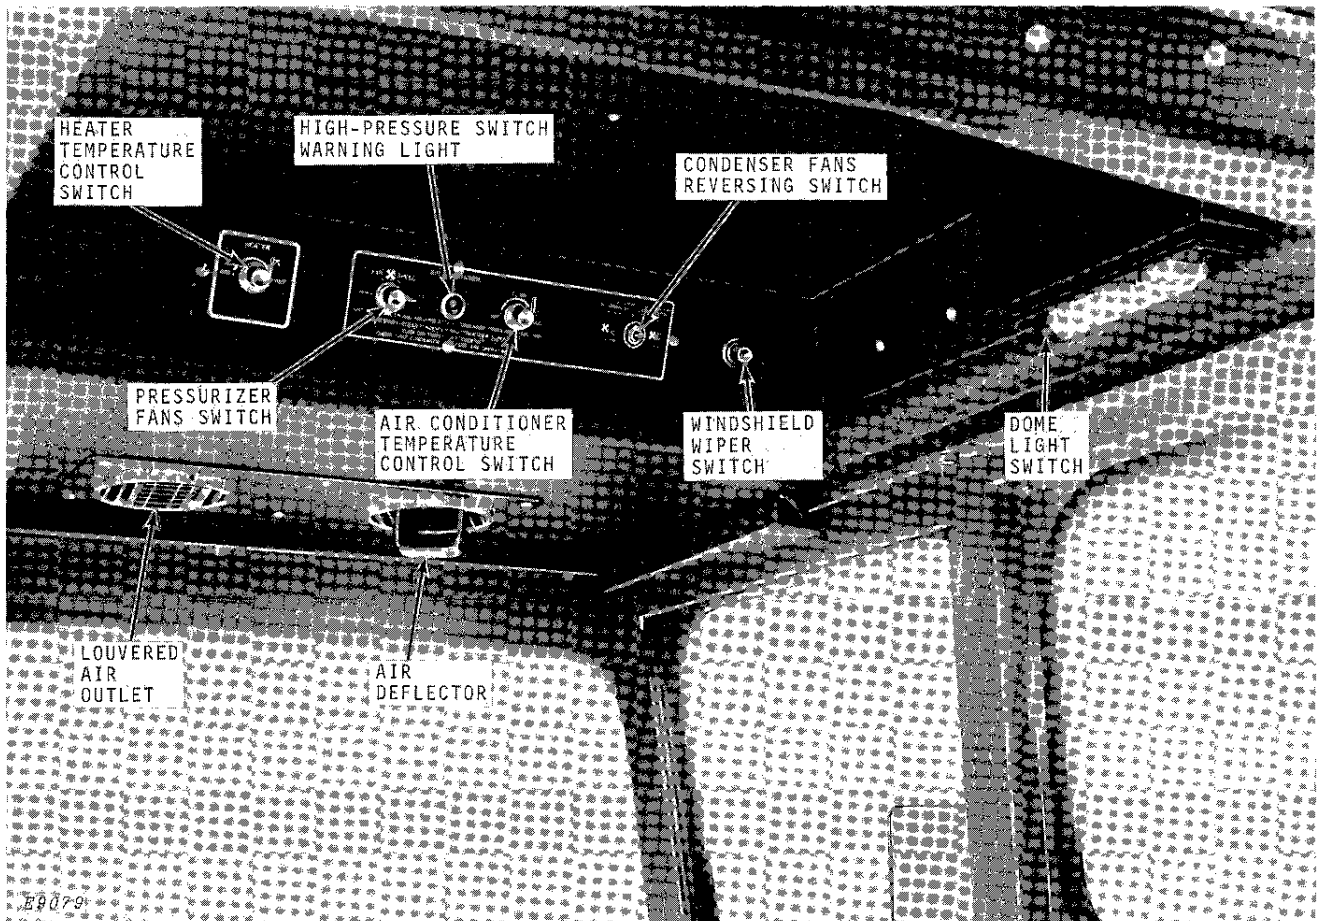 HEATER
TEMPERATURE
CONTROL
SWITCH
HIGH-PRESSURE SWITCH
WARNING LIGHT
CONDENSER FANS
REVERSING SWITCH
PRESSURIZER
FANS SWITCH
AIR CONDITIONER
TEMPERATURE
CONTROL SWITCH
WINDSHIELD
WIPER
SWITCH
DOME
LIGHT
SWITCH
LOUVERED
AIR
OUTLET
AIR
DEFLECTOR
E9079